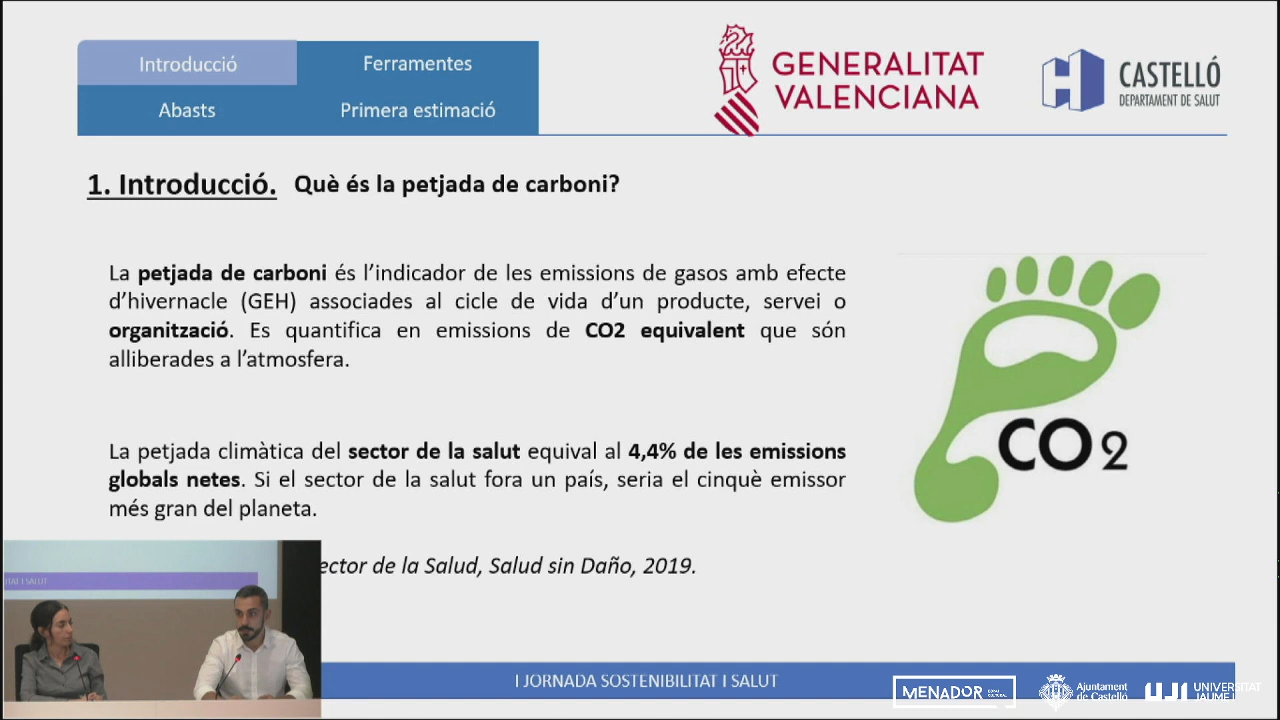 Introducció
Ferramentes
Abasts
Primera estimació
GENERALITAT
VALENCIANA
CASTELLÓ
DEPARTAMENT DE SALUT
1. Introducció. Què és la petjada de carboni?
La petjada de carboni és l'indicador de les emissions de gasos amb efecte
d'hivernacle (GEH) associades al cicle de vida d'un producte, servei o
organització. Es quantifica en emissions de CO2 equivalent que són
alliberades a l'atmosfera.
CO2
La petjada climàtica del sector de la salut equival al 4,4% de les emissions
globals netes. Si el sector de la salut fora un país, seria el cinquè emissor
més gran del planeta.
ector de la Salud, Salud sin Daño, 2019.
ITAT I SALUT
I JORNADA SOSTENIBILITAT I SALUT
MENADOR
Ajuntament
de Castelló
UJI
UNIVERSITAT
JAUME I